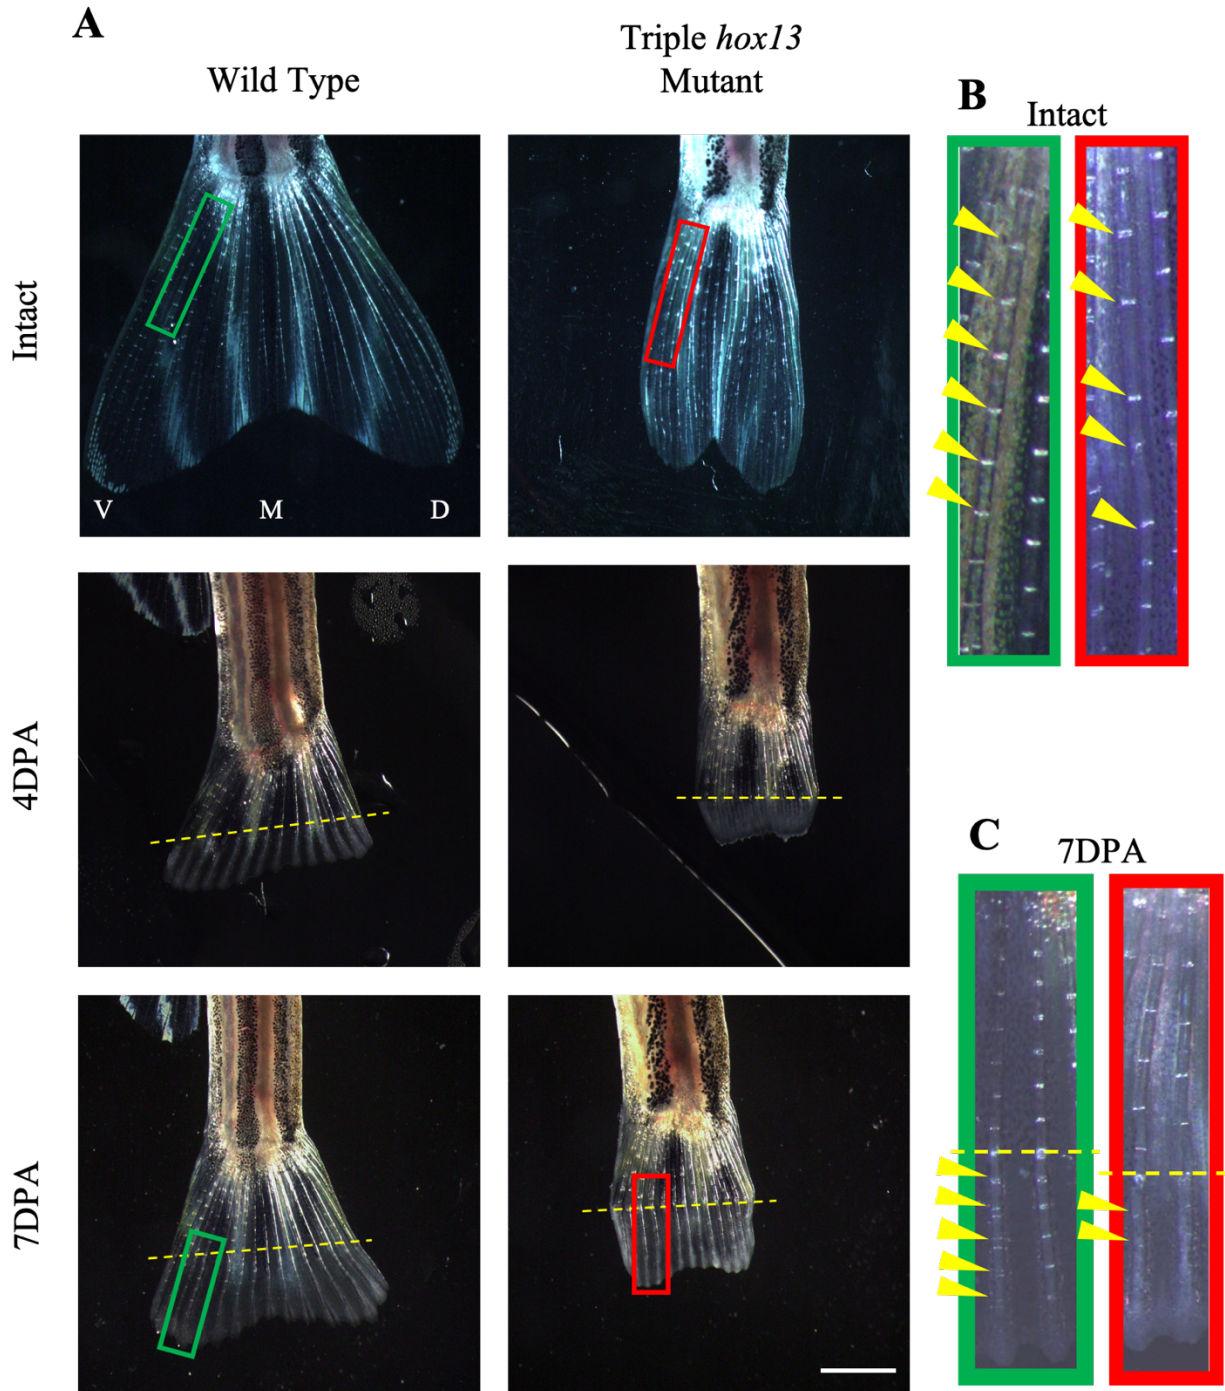 A
Wild Type
Triple hox13
Mutant
B
Intact
Intact
V
M
D
4DPA
C
7DPA
7DPA